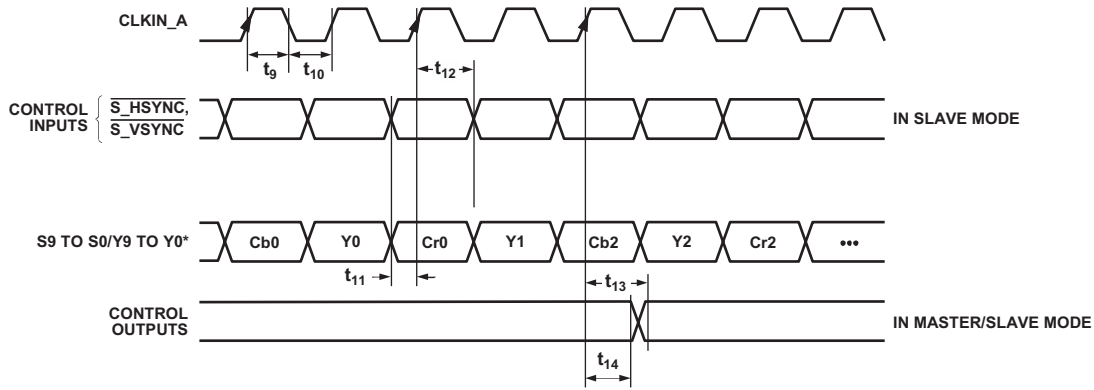 CLKIN_A
t9
t10
t12
CONTROL
INPUTS
S_HSYNC,
S_VSYNC
IN SLAVE MODE
S9 TO S0/Y9 TO Y0*
Cb0
Y0
Cr0
Y1
Cb2
Y2
Cr2
•••
t11
t13
CONTROL
OUTPUTS
IN MASTER/SLAVE MODE
t14